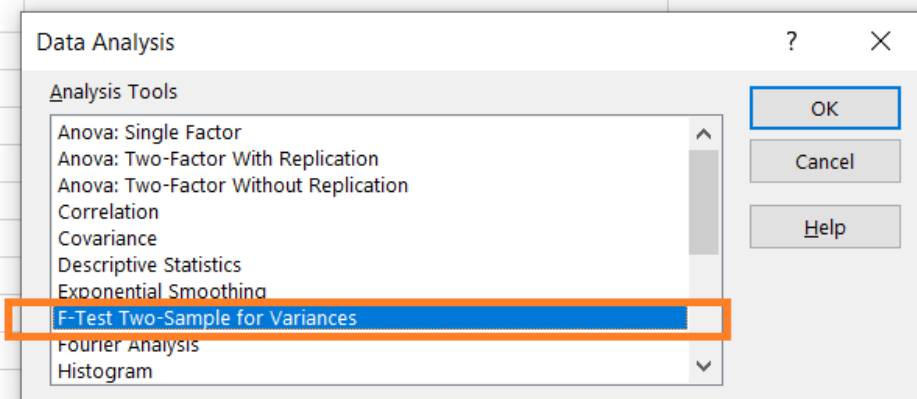 Data Analysis ? ×
Analysis Tools
OK
Anova: Single Factor
Anova: Two-Factor With Replication
Cancel
Anova: Two-Factor Without Replication
Correlation
Help
Covariance
Descriptive Statistics
Exponential Smoothing
F-Test Two-Sample for Variances
Fourier Analysis
Histogram